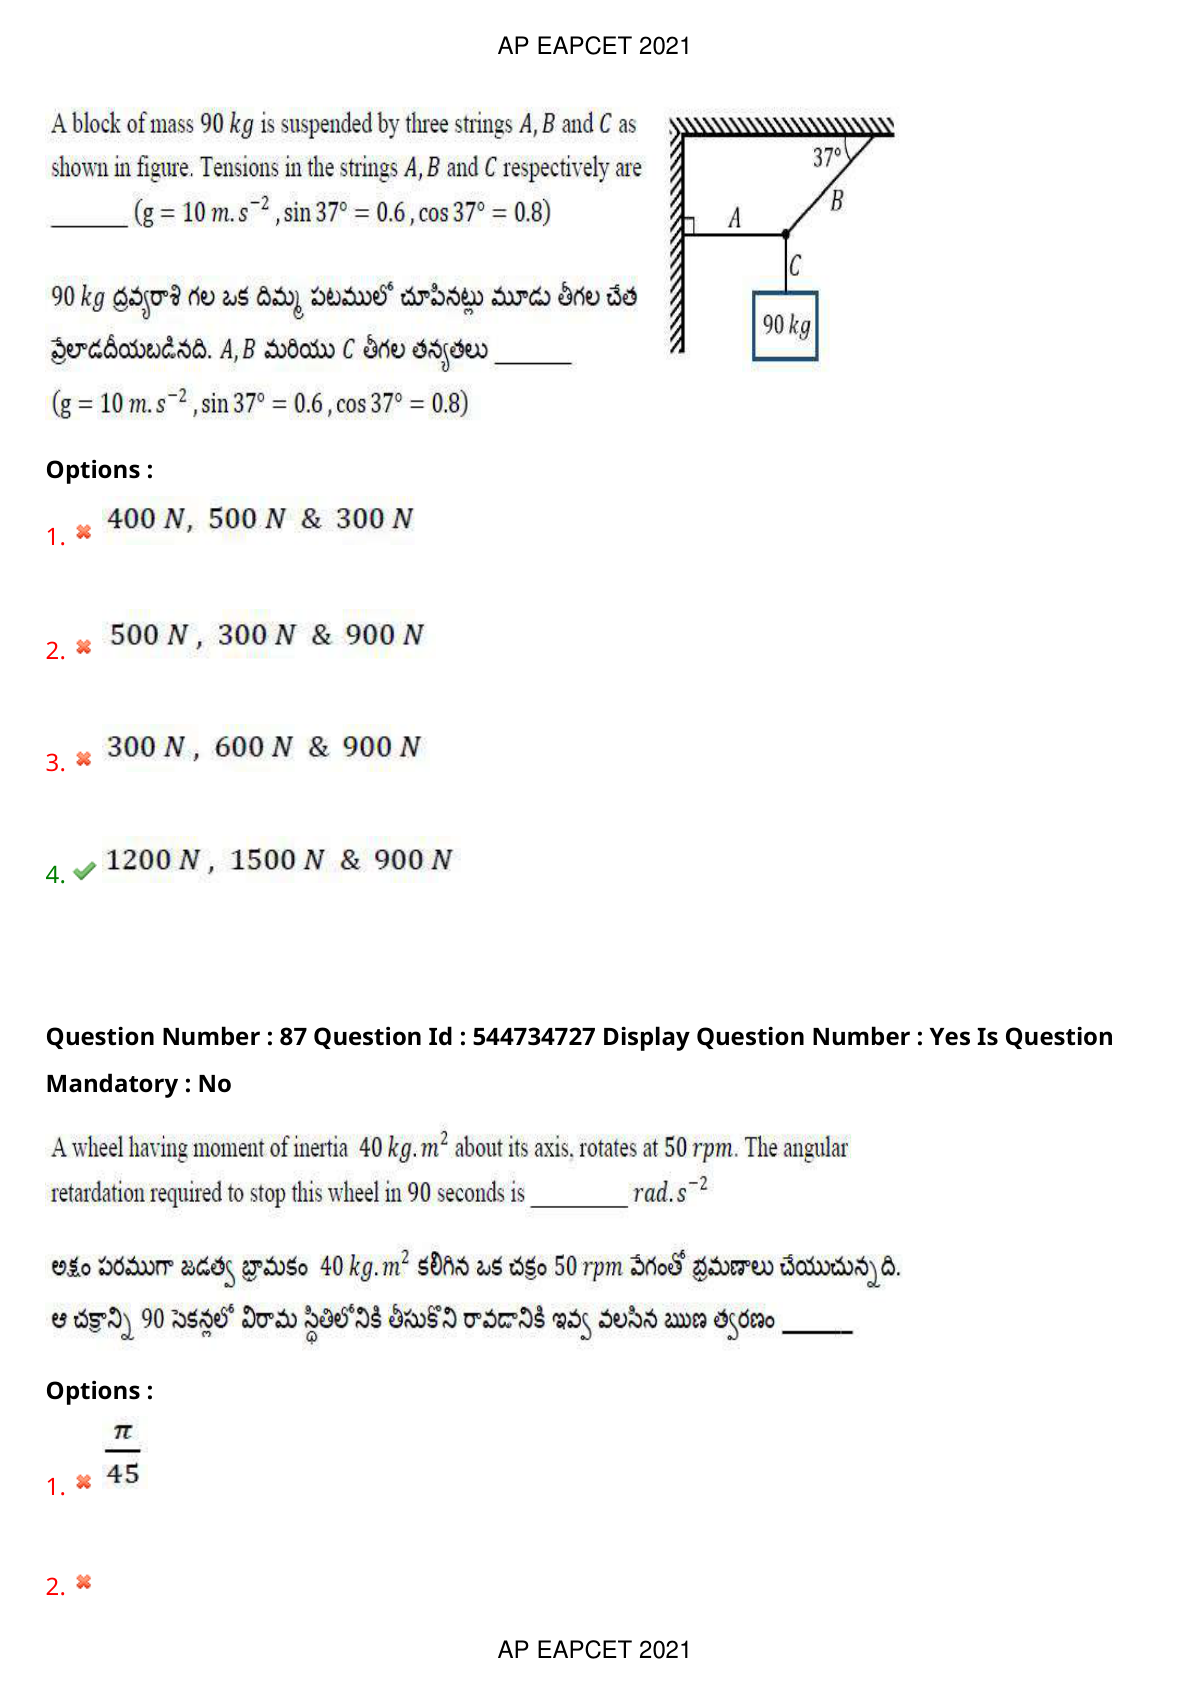 AP EAPCET 2021
A block of mass 90 kg is suspended by three strings A, B and C as
shown in figure. Tensions in the strings A, B and C respectively are
______ (g = 10 m.s⁻², sin 37° = 0.6, cos 37° = 0.8)
37°
B
A
C
90 kg
90 kg ద్రవ్యరాశి గల ఒక దిమ్మ పటములో చూపినట్లు మూడు తీగల చేత
వ్రేలాడదీయబడినది. A, B మరియు C తీగల తన్యతలు ______
(g = 10 m.s⁻², sin 37° = 0.6, cos 37° = 0.8)
Options :
1. 400 N, 500 N & 300 N
2. 500 N, 300 N & 900 N
3. 300 N, 600 N & 900 N
4. 1200 N, 1500 N & 900 N
Question Number : 87 Question Id : 544734727 Display Question Number : Yes Is Question
Mandatory : No
A wheel having moment of inertia 40 kg.m² about its axis, rotates at 50 rpm. The angular
retardation required to stop this wheel in 90 seconds is ________ rad.s⁻²
అక్షం పరముగా జడత్వ భ్రామకం 40 kg.m² కలిగిన ఒక చక్రం 50 rpm వేగంతో భ్రమణాలు చేయుచున్నది.
ఆ చక్రాన్ని 90 సెకన్లలో విరామ స్థితిలోనికి తీసుకొని రావడానికి ఇవ్వ వలసిన ఋణ త్వరణం ______
Options :
1. π/45
2.
AP EAPCET 2021